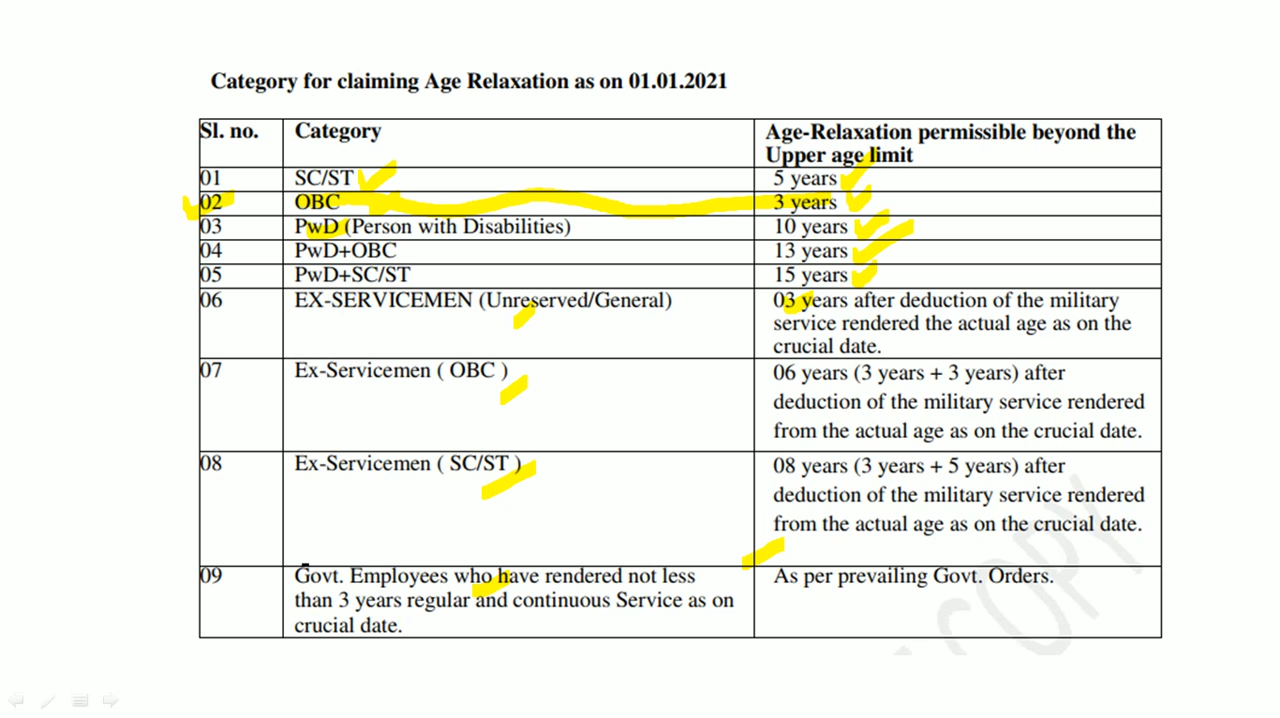 Category for claiming Age Relaxation as on 01.01.2021
Sl. no. Category Age-Relaxation permissible beyond the
Upper age limit
01 SC/ST 5 years
02 OBC 3 years
03 PwD (Person with Disabilities) 10 years
04 PwD+OBC 13 years
05 PwD+SC/ST 15 years
06 EX-SERVICEMEN (Unreserved/General) 03 years after deduction of the military
service rendered the actual age as on the
crucial date.
07 Ex-Servicemen ( OBC ) 06 years (3 years + 3 years) after
deduction of the military service rendered
from the actual age as on the crucial date.
08 Ex-Servicemen ( SC/ST ) 08 years (3 years + 5 years) after
deduction of the military service rendered
from the actual age as on the crucial date.
09 Govt. Employees who have rendered not less As per prevailing Govt. Orders.
than 3 years regular and continuous Service as on
crucial date.
COPY